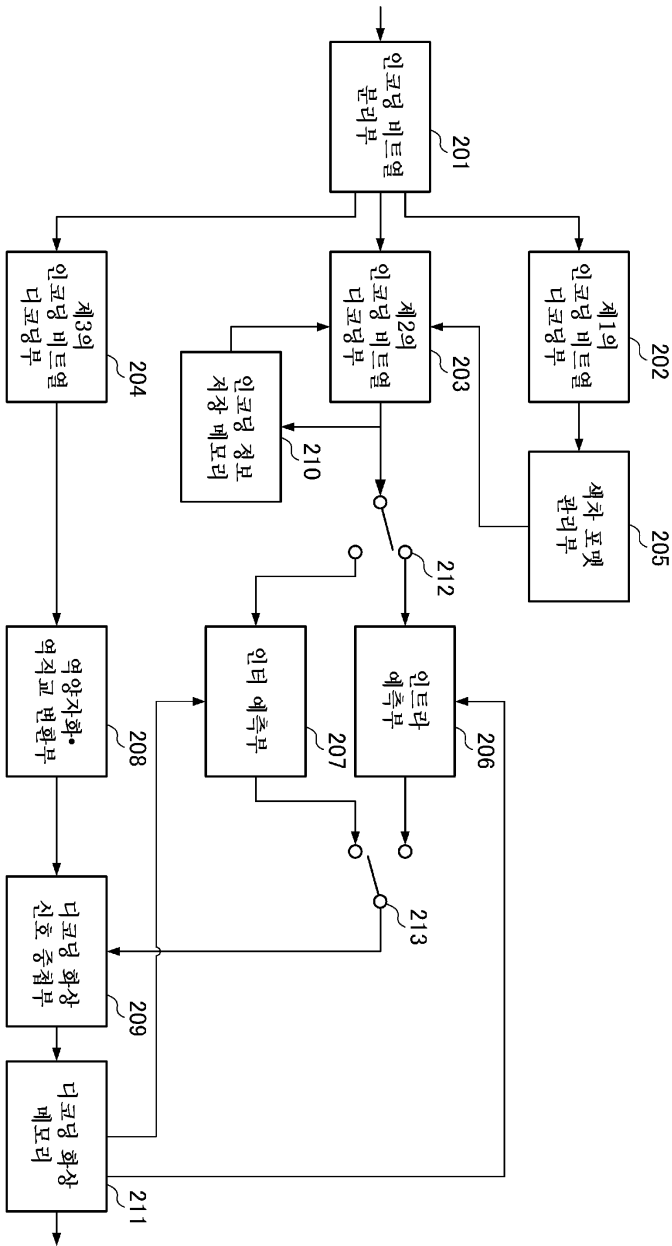 인코딩 비트열
분리부
201
제1의
인코딩 비트열
디코딩부
202
제2의
인코딩 비트열
디코딩부
203
제3의
인코딩 비트열
디코딩부
204
색차 포맷
관리부
205
인코딩 정보
저장 메모리
210
212
인트라
예측부
206
인터 예측부
207
역양자화•
역직교 변환부
208
213
디코딩 화상
신호 중첩부
209
디코딩 화상
메모리
211